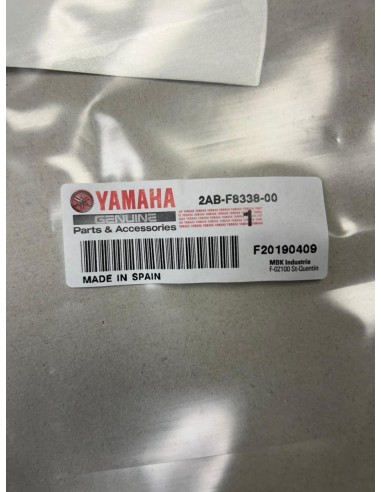 YAMAHA 2AB-F8338-00
GENUINE
Parts & Accessories
1
F20190409
MBK Industrie
F-02100 St-Quentin
MADE IN SPAIN